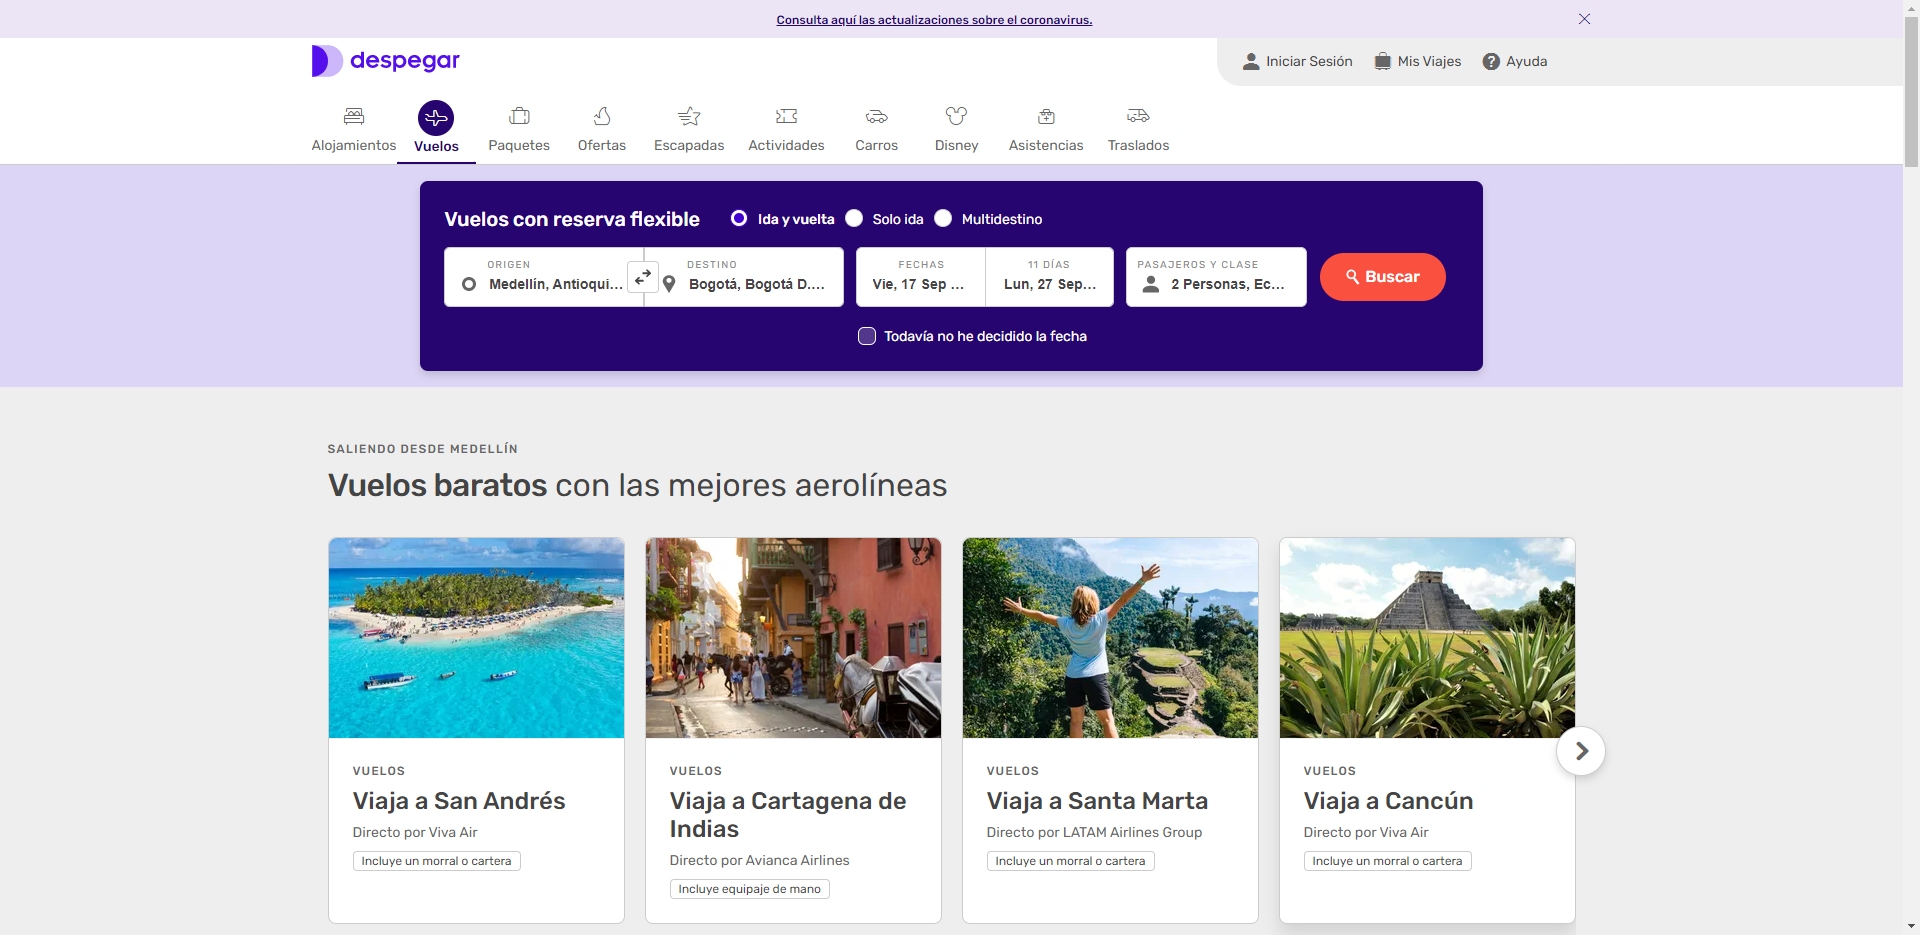 Consulta aquí las actualizaciones sobre el coronavirus.
despegar
Iniciar Sesión
Mis Viajes
Ayuda
Alojamientos
Vuelos
Paquetes
Ofertas
Escapadas
Actividades
Carros
Disney
Asistencias
Traslados
Vuelos con reserva flexible
Ida y vuelta
Solo ida
Multidestino
ORIGEN
Medellín, Antioqui...
DESTINO
Bogotá, Bogotá D....
FECHAS
Vie, 17 Sep ...
11 DÍAS
Lun, 27 Sep...
PASAJEROS Y CLASE
2 Personas, Ec...
Buscar
Todavía no he decidido la fecha
SALIENDO DESDE MEDELLÍN
Vuelos baratos con las mejores aerolíneas
VUELOS
Viaja a San Andrés
Directo por Viva Air
Incluye un morral o cartera
VUELOS
Viaja a Cartagena de
Indias
Directo por Avianca Airlines
Incluye equipaje de mano
VUELOS
Viaja a Santa Marta
Directo por LATAM Airlines Group
Incluye un morral o cartera
VUELOS
Viaja a Cancún
Directo por Viva Air
Incluye un morral o cartera